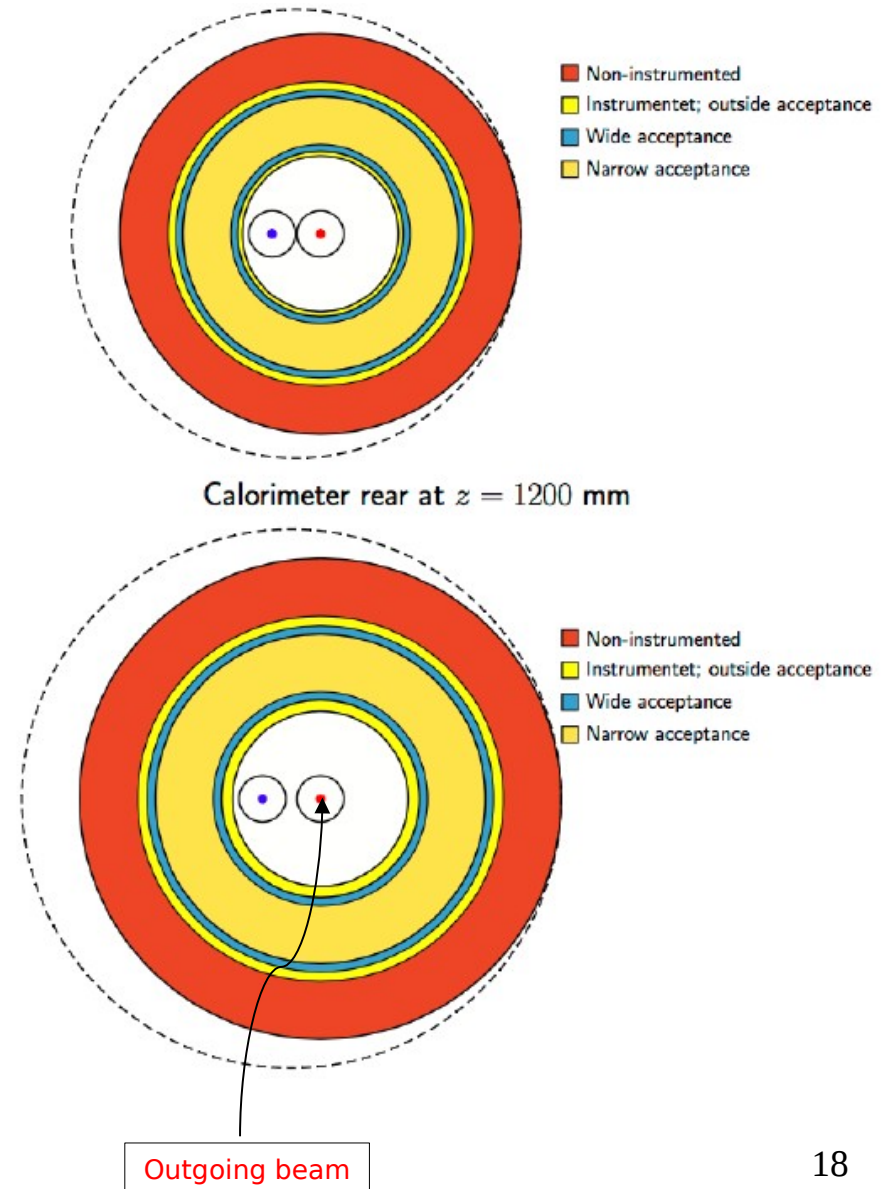 Non-instrumented
Instrumentet; outside acceptance
Wide acceptance
Narrow acceptance
Calorimeter rear at z = 1200 mm
Non-instrumented
Instrumentet; outside acceptance
Wide acceptance
Narrow acceptance
Outgoing beam
18